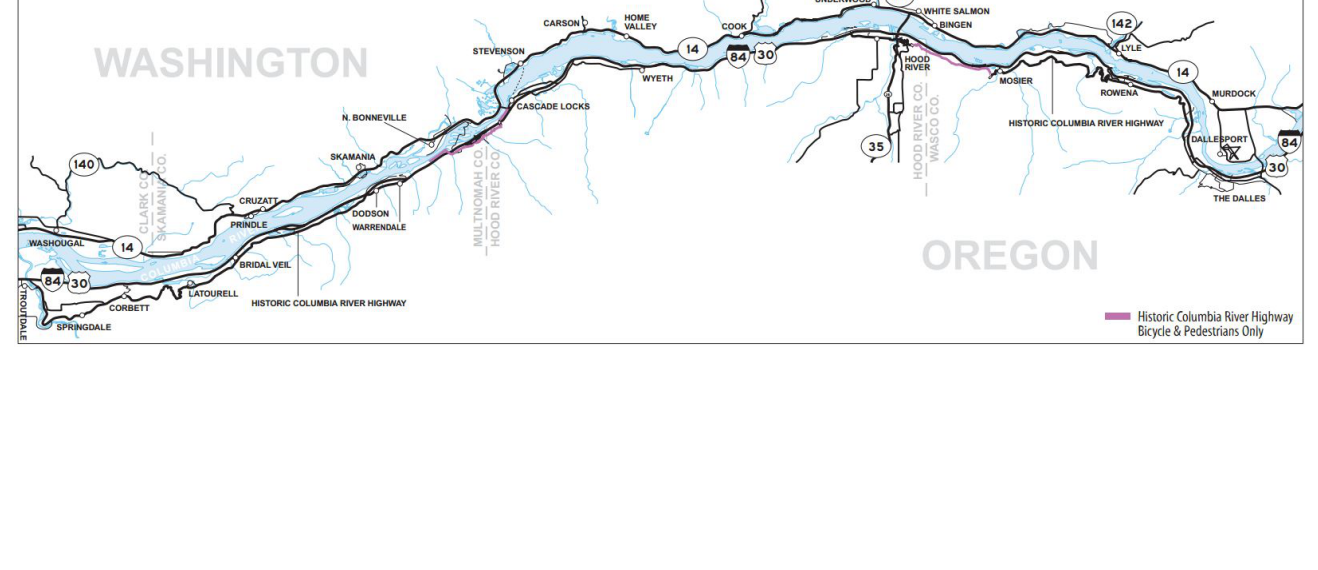 UNDERWOOD
WHITE SALMON
BINGEN
CARSON
HOME
VALLEY
COOK
142
LYLE
14
84
30
STEVENSON
WASHINGTON
WYETH
HOOD
RIVER
MOSIER
ROWENA
14
MURDOCK
CASCADE LOCKS
N. BONNEVILLE
HISTORIC COLUMBIA RIVER HIGHWAY
35
DALLESPORT
84
30
THE DALLES
HOOD RIVER CO.
WASCO CO.
SKAMANIA
140
CLARK CO.
SKAMANIA CO.
MULTNOMAH CO.
HOOD RIVER CO.
CRUZATT
PRINDLE
DODSON
WARRENDALE
WASHOUGAL
14
COLUMBIA
RIVER
BRIDAL VEIL
OREGON
84
30
LATOURELL
HISTORIC COLUMBIA RIVER HIGHWAY
CORBETT
TROUTDALE
SPRINGDALE
Historic Columbia River Highway
Bicycle & Pedestrians Only